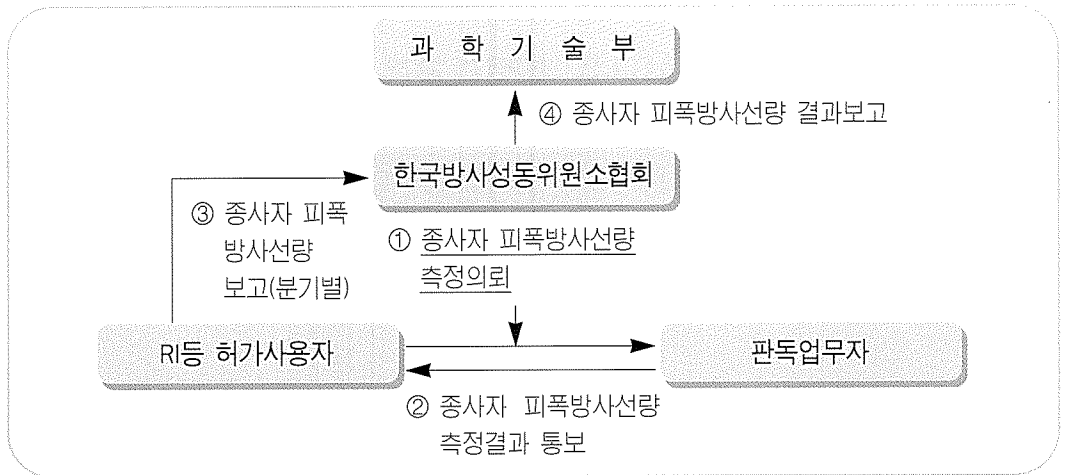 과 학 기 술 부
④ 종사자 피폭방사선량 결과보고
한국방사성동위원소협회
③ 종사자 피폭
방사선량
보고(분기별)
① 종사자 피폭방사선량
측정의뢰
RI등 허가사용자
판독업무자
② 종사자 피폭방사선량
측정결과 통보